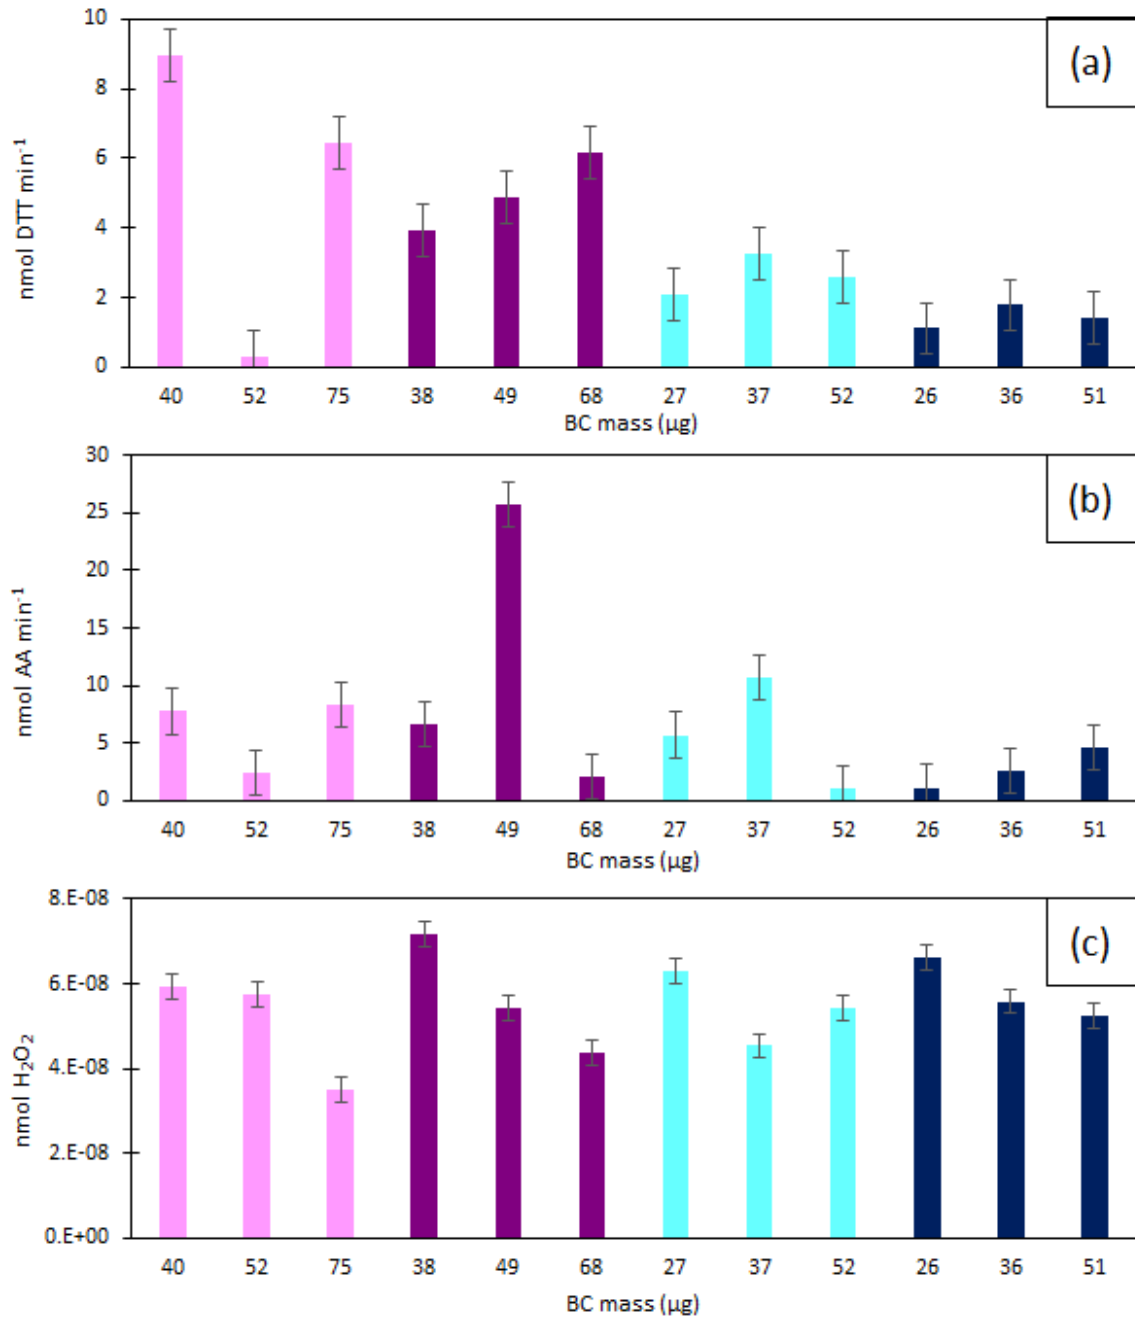 (a)
nmol DTT min⁻¹
10
8
6
4
2
0
40 52 75 38 49 68 27 37 52 26 36 51
BC mass (µg)
(b)
nmol AA min⁻¹
30
25
20
15
10
5
0
40 52 75 38 49 68 27 37 52 26 36 51
BC mass (µg)
(c)
nmol H₂O₂
8.E-08
6.E-08
4.E-08
2.E-08
0.E+00
40 52 75 38 49 68 27 37 52 26 36 51
BC mass (µg)